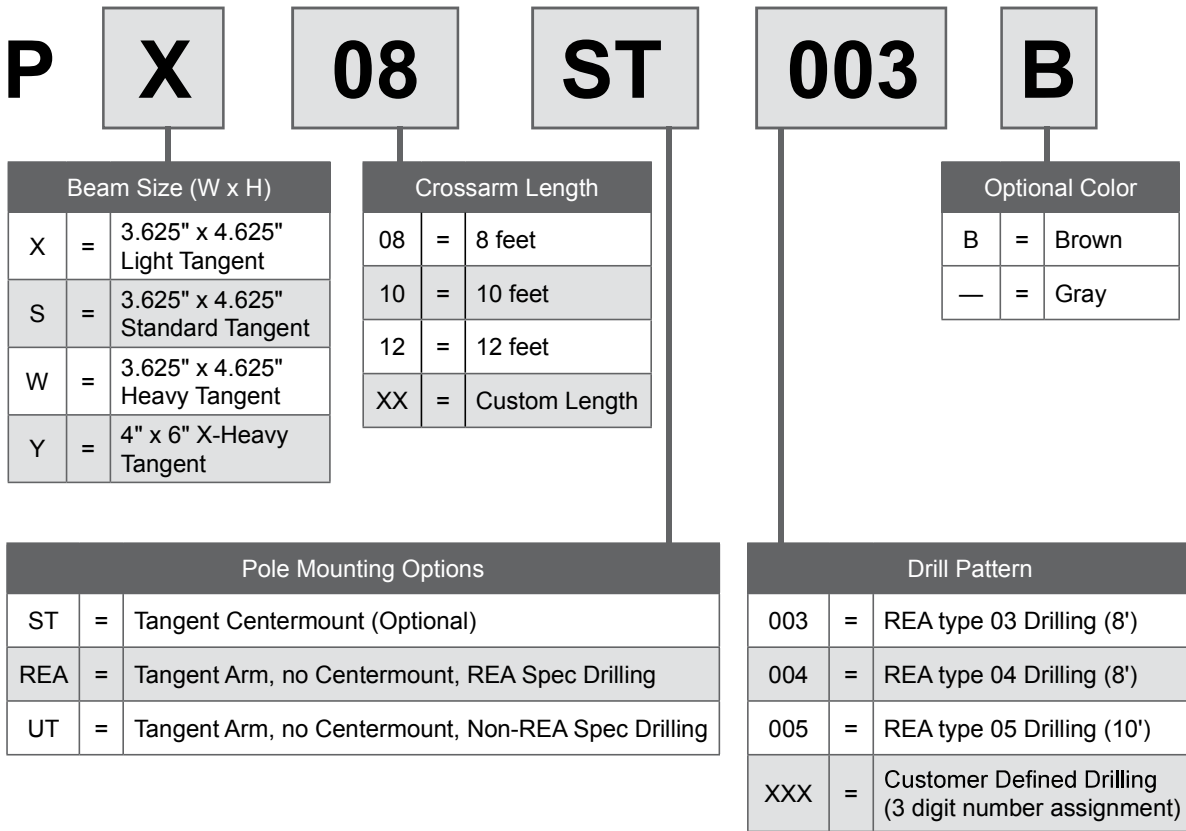 P X 08 ST 003 B
Beam Size (W x H)
X = 3.625" x 4.625"
Light Tangent
S = 3.625" x 4.625"
Standard Tangent
W = 3.625" x 4.625"
Heavy Tangent
Y = 4" x 6" X-Heavy
Tangent
Crossarm Length
08 = 8 feet
10 = 10 feet
12 = 12 feet
XX = Custom Length
Optional Color
B = Brown
— = Gray
Pole Mounting Options
ST = Tangent Centermount (Optional)
REA = Tangent Arm, no Centermount, REA Spec Drilling
UT = Tangent Arm, no Centermount, Non-REA Spec Drilling
Drill Pattern
003 = REA type 03 Drilling (8')
004 = REA type 04 Drilling (8')
005 = REA type 05 Drilling (10')
XXX = Customer Defined Drilling
(3 digit number assignment)